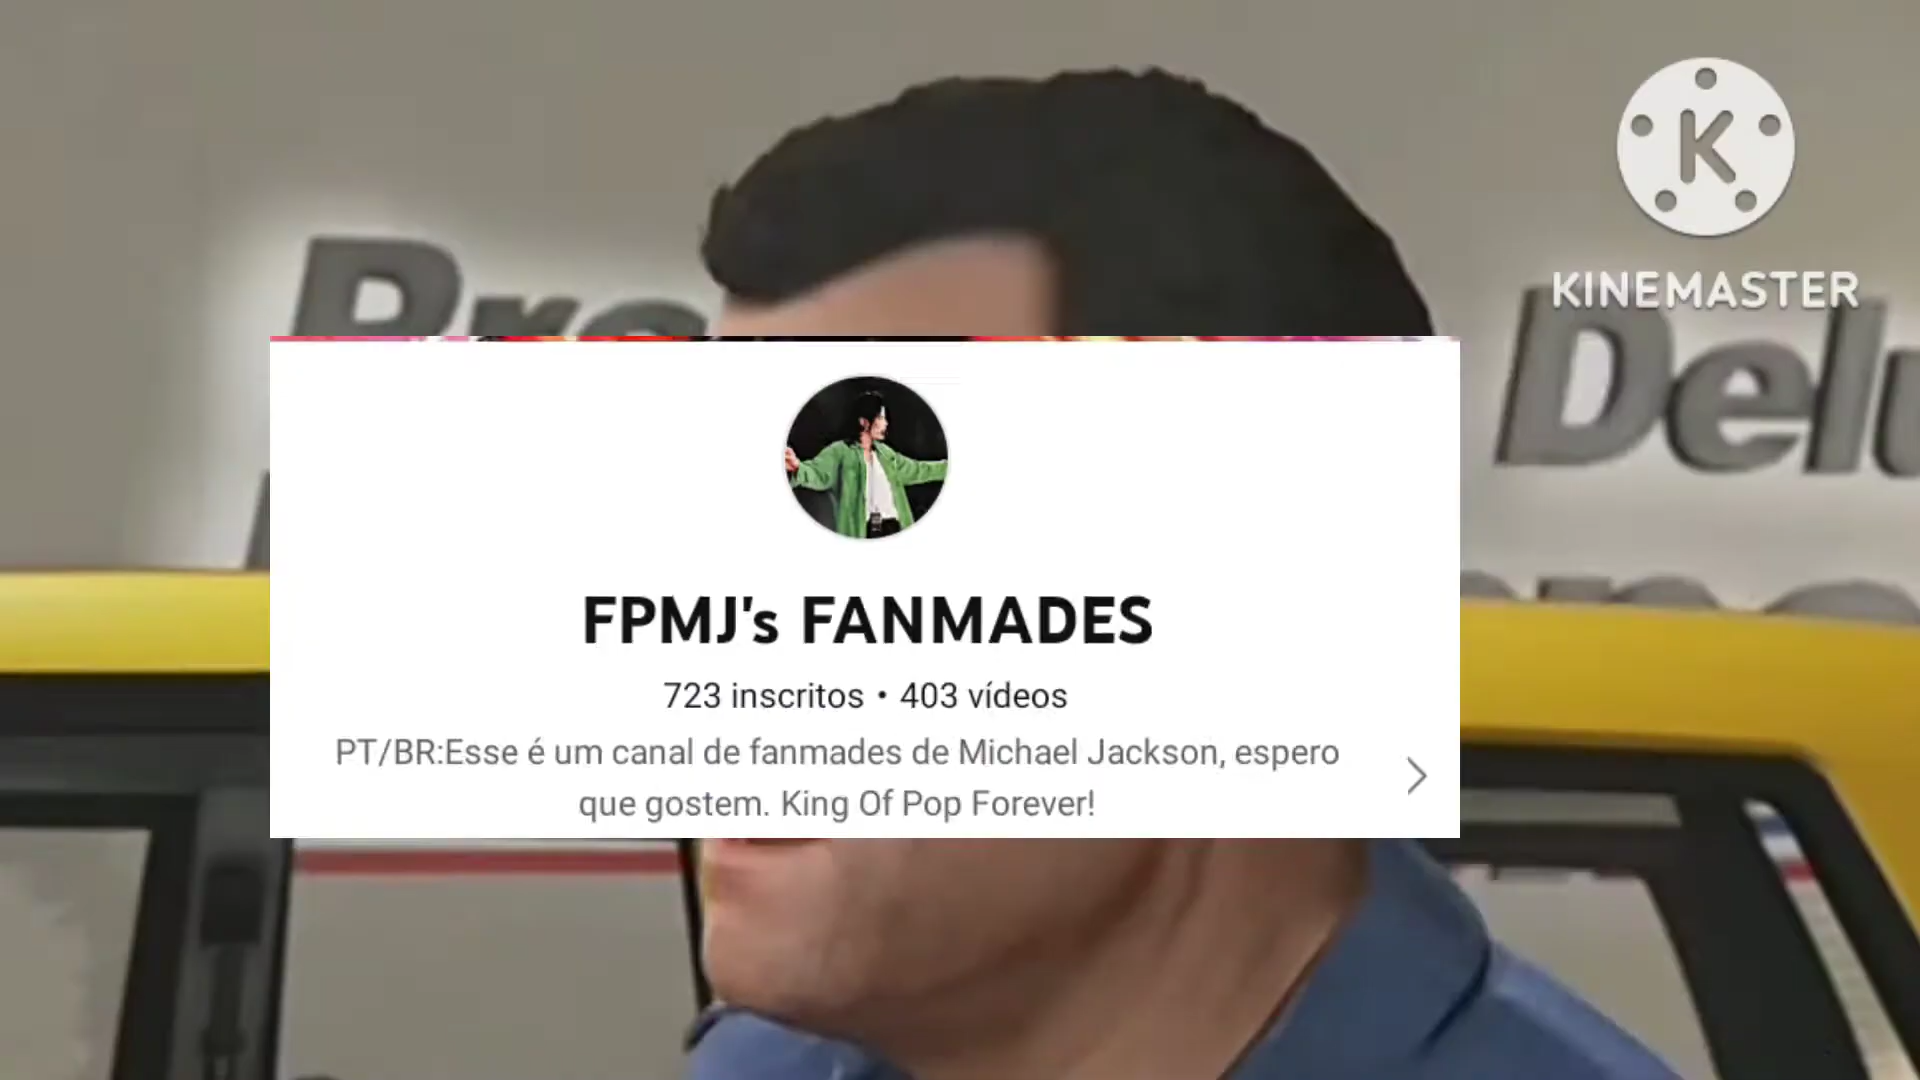 K
KINEMASTER
FPMJ's FANMADES
723 inscritos • 403 vídeos
PT/BR:Esse é um canal de fanmades de Michael Jackson, espero
que gostem. King Of Pop Forever!